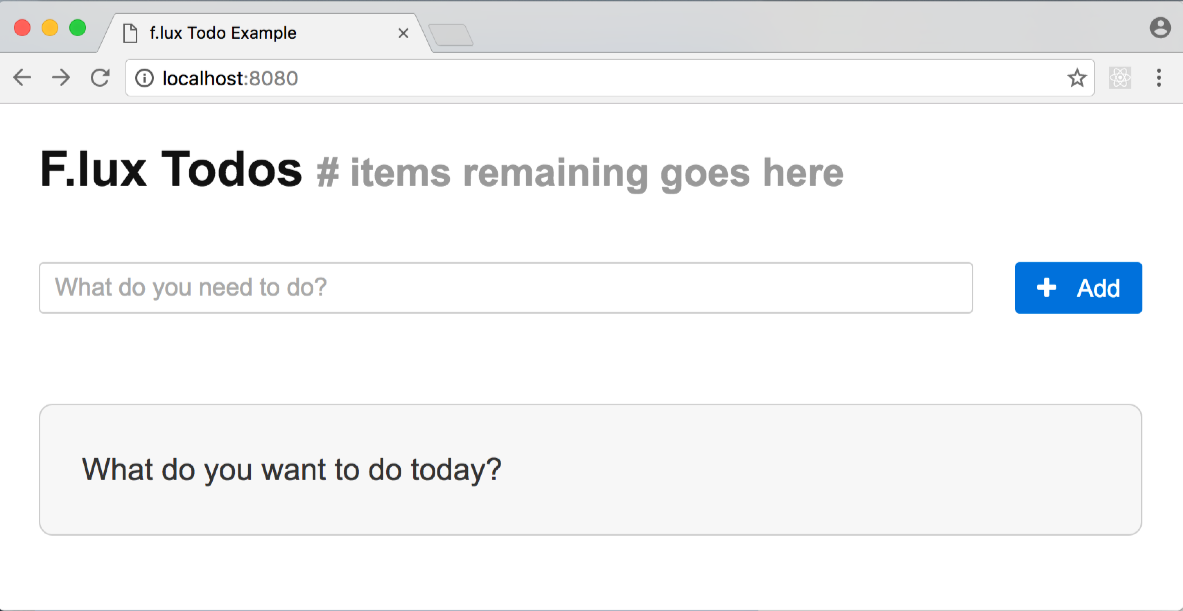 f.lux Todo Example
localhost:8080
F.lux Todos # items remaining goes here
What do you need to do?
Add
What do you want to do today?